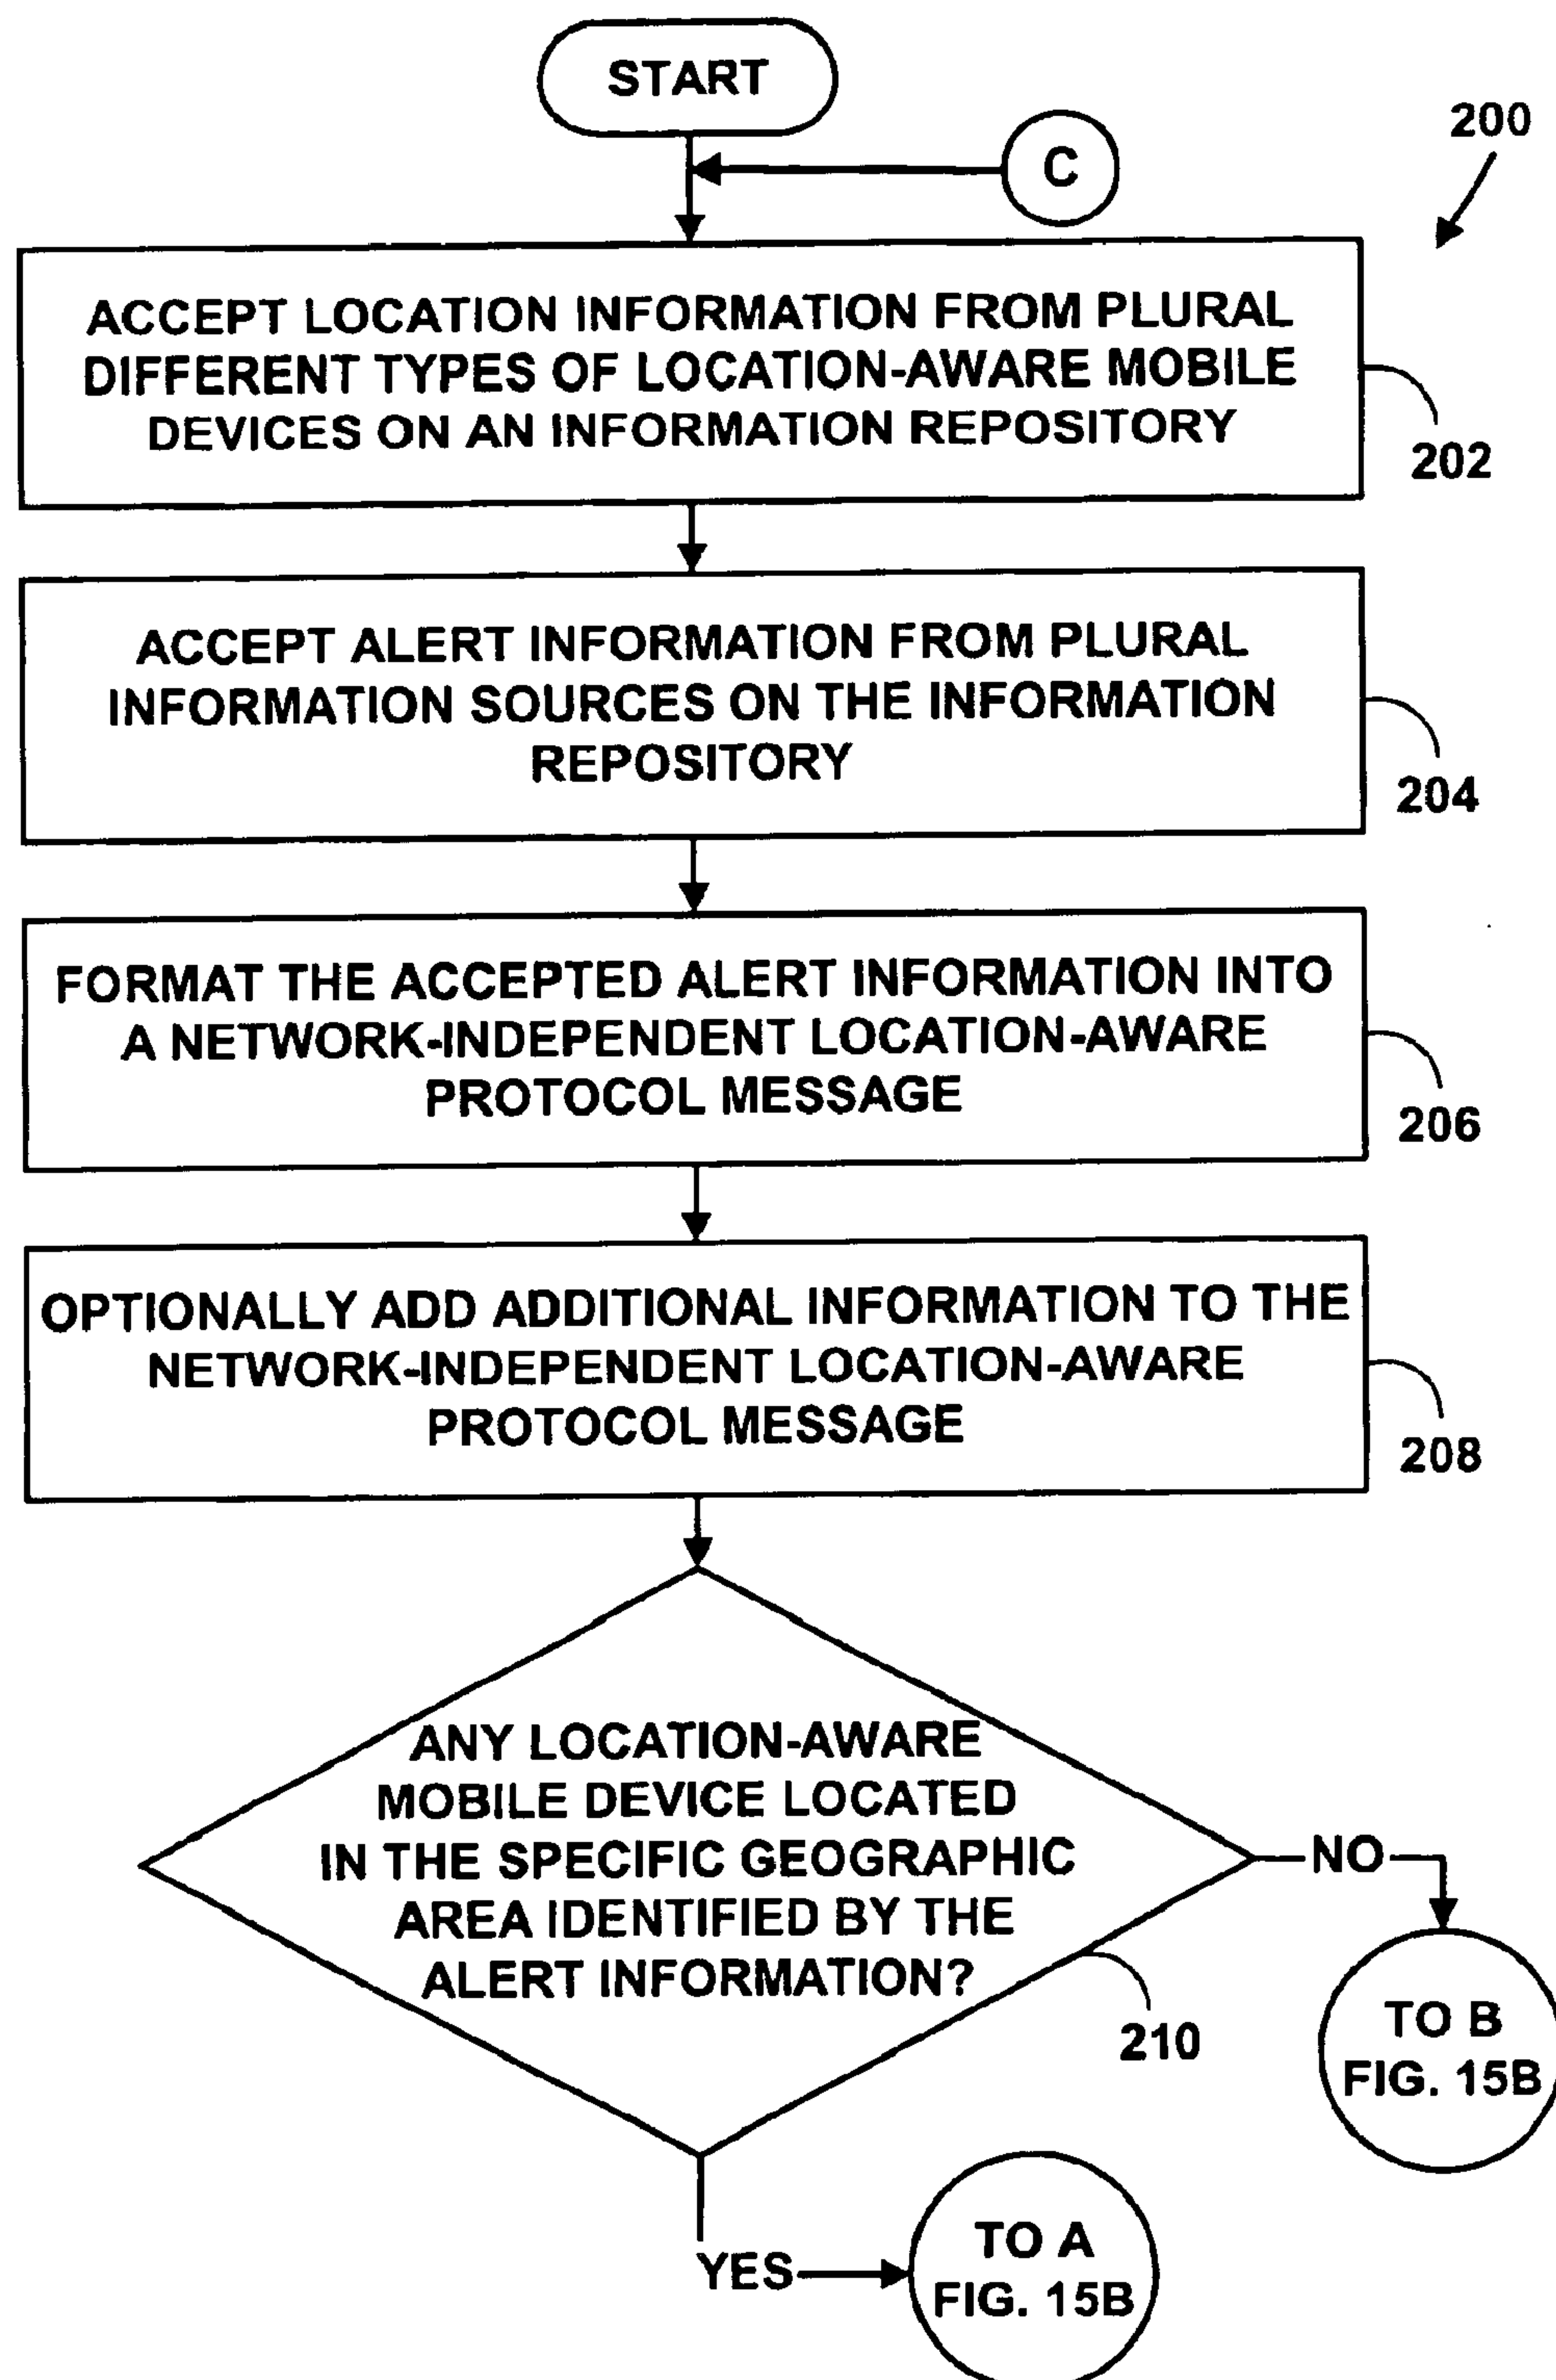 START
C
200
ACCEPT LOCATION INFORMATION FROM PLURAL
DIFFERENT TYPES OF LOCATION-AWARE MOBILE
DEVICES ON AN INFORMATION REPOSITORY
202
ACCEPT ALERT INFORMATION FROM PLURAL
INFORMATION SOURCES ON THE INFORMATION
REPOSITORY
204
FORMAT THE ACCEPTED ALERT INFORMATION INTO
A NETWORK-INDEPENDENT LOCATION-AWARE
PROTOCOL MESSAGE
206
OPTIONALLY ADD ADDITIONAL INFORMATION TO THE
NETWORK-INDEPENDENT LOCATION-AWARE
PROTOCOL MESSAGE
208
ANY LOCATION-AWARE
MOBILE DEVICE LOCATED
IN THE SPECIFIC GEOGRAPHIC
AREA IDENTIFIED BY THE
ALERT INFORMATION?
210
NO
TO B
FIG. 15B
YES
TO A
FIG. 15B